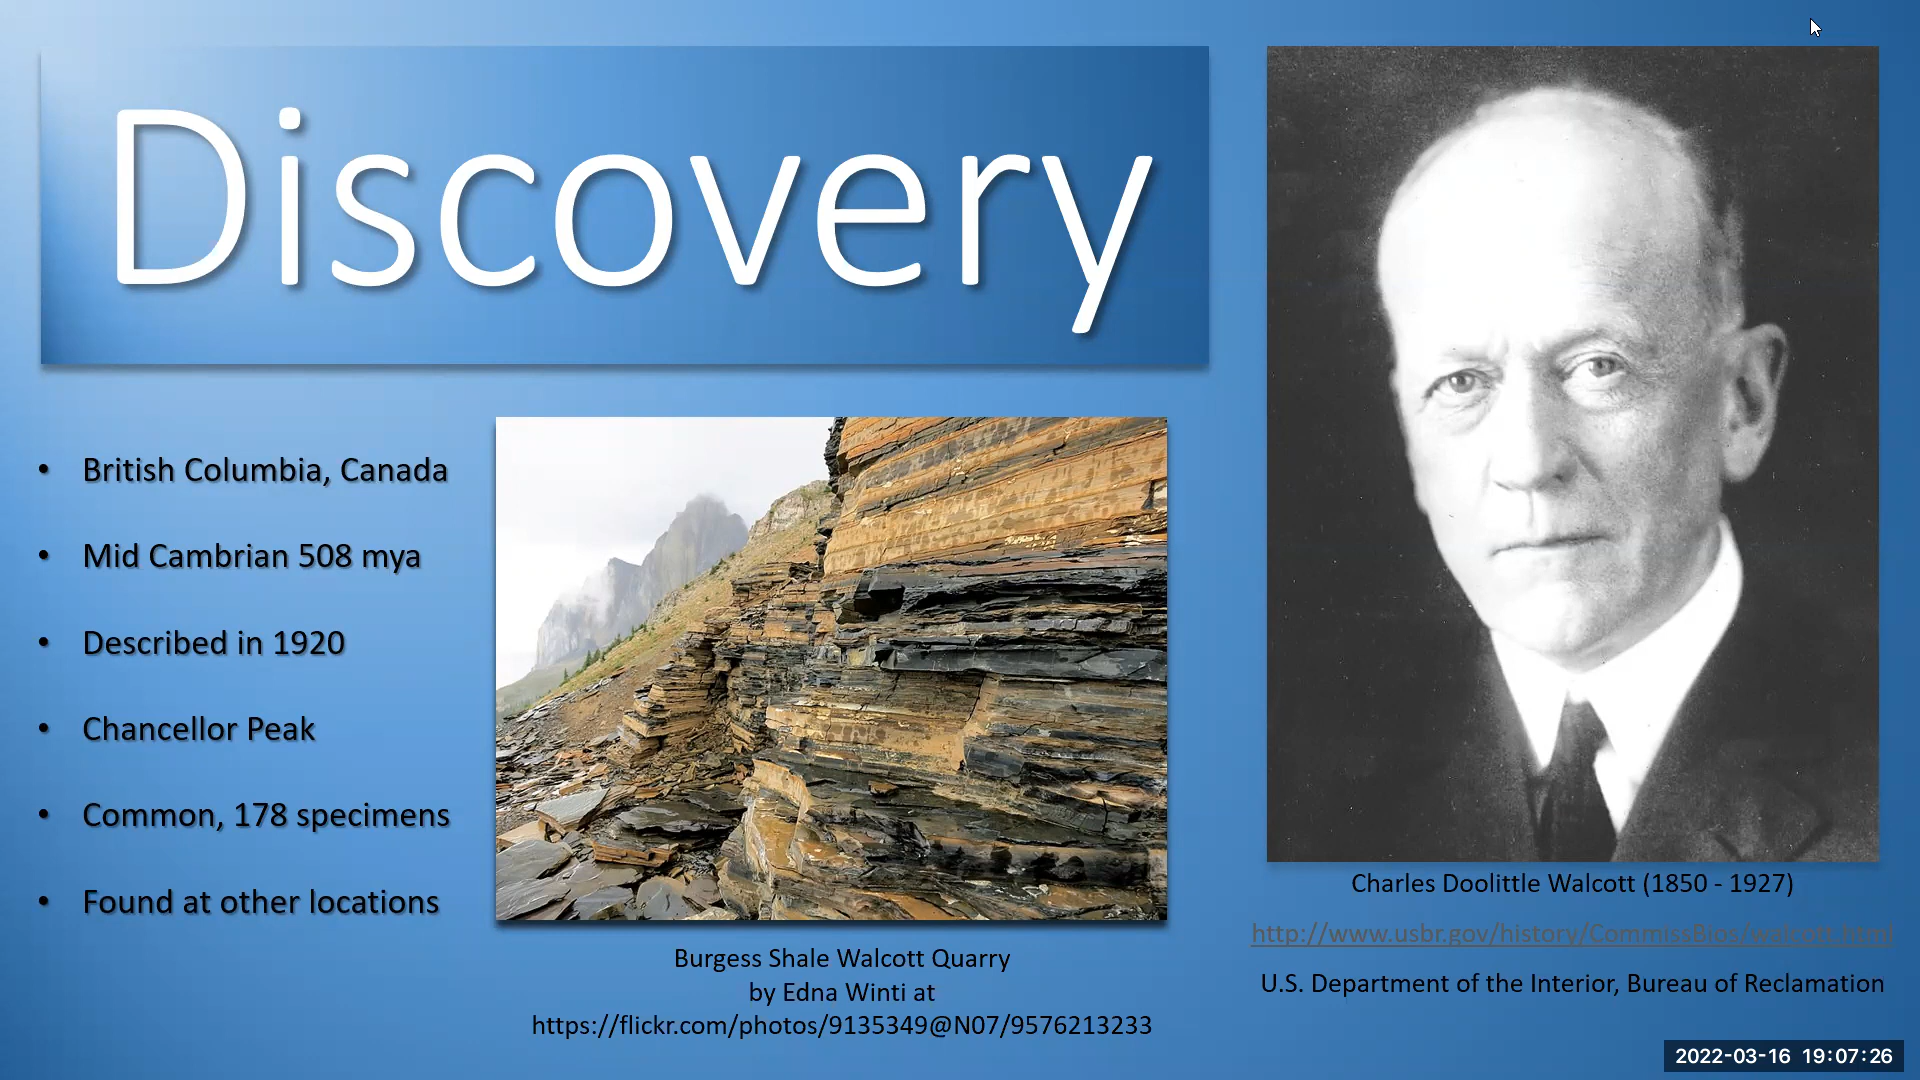 Discovery
• British Columbia, Canada
• Mid Cambrian 508 mya
• Described in 1920
• Chancellor Peak
• Common, 178 specimens
• Found at other locations
Burgess Shale Walcott Quarry
by Edna Winti at
https://flickr.com/photos/9135349@N07/9576213233
Charles Doolittle Walcott (1850 - 1927)
http://www.usbr.gov/history/CommissBios/walcott.html
U.S. Department of the Interior, Bureau of Reclamation
2022-03-16 19:07:26